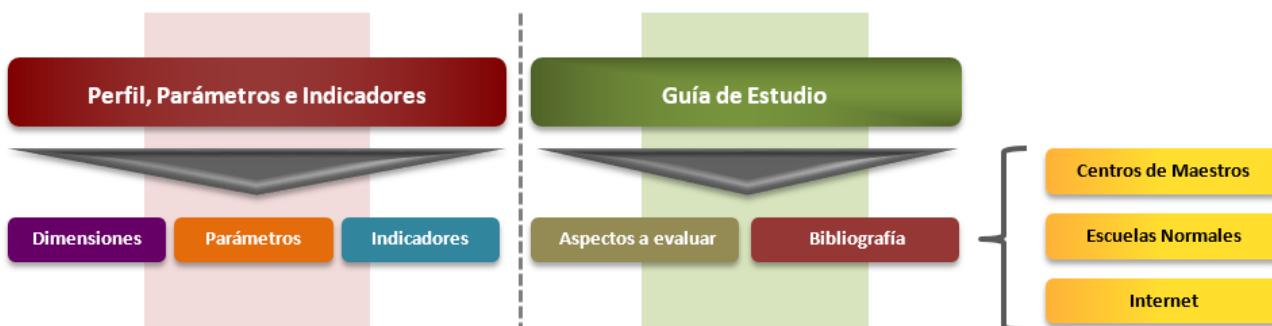 Perfil, Parámetros e Indicadores
Guía de Estudio
Dimensiones
Parámetros
Indicadores
Aspectos a evaluar
Bibliografía
Centros de Maestros
Escuelas Normales
Internet